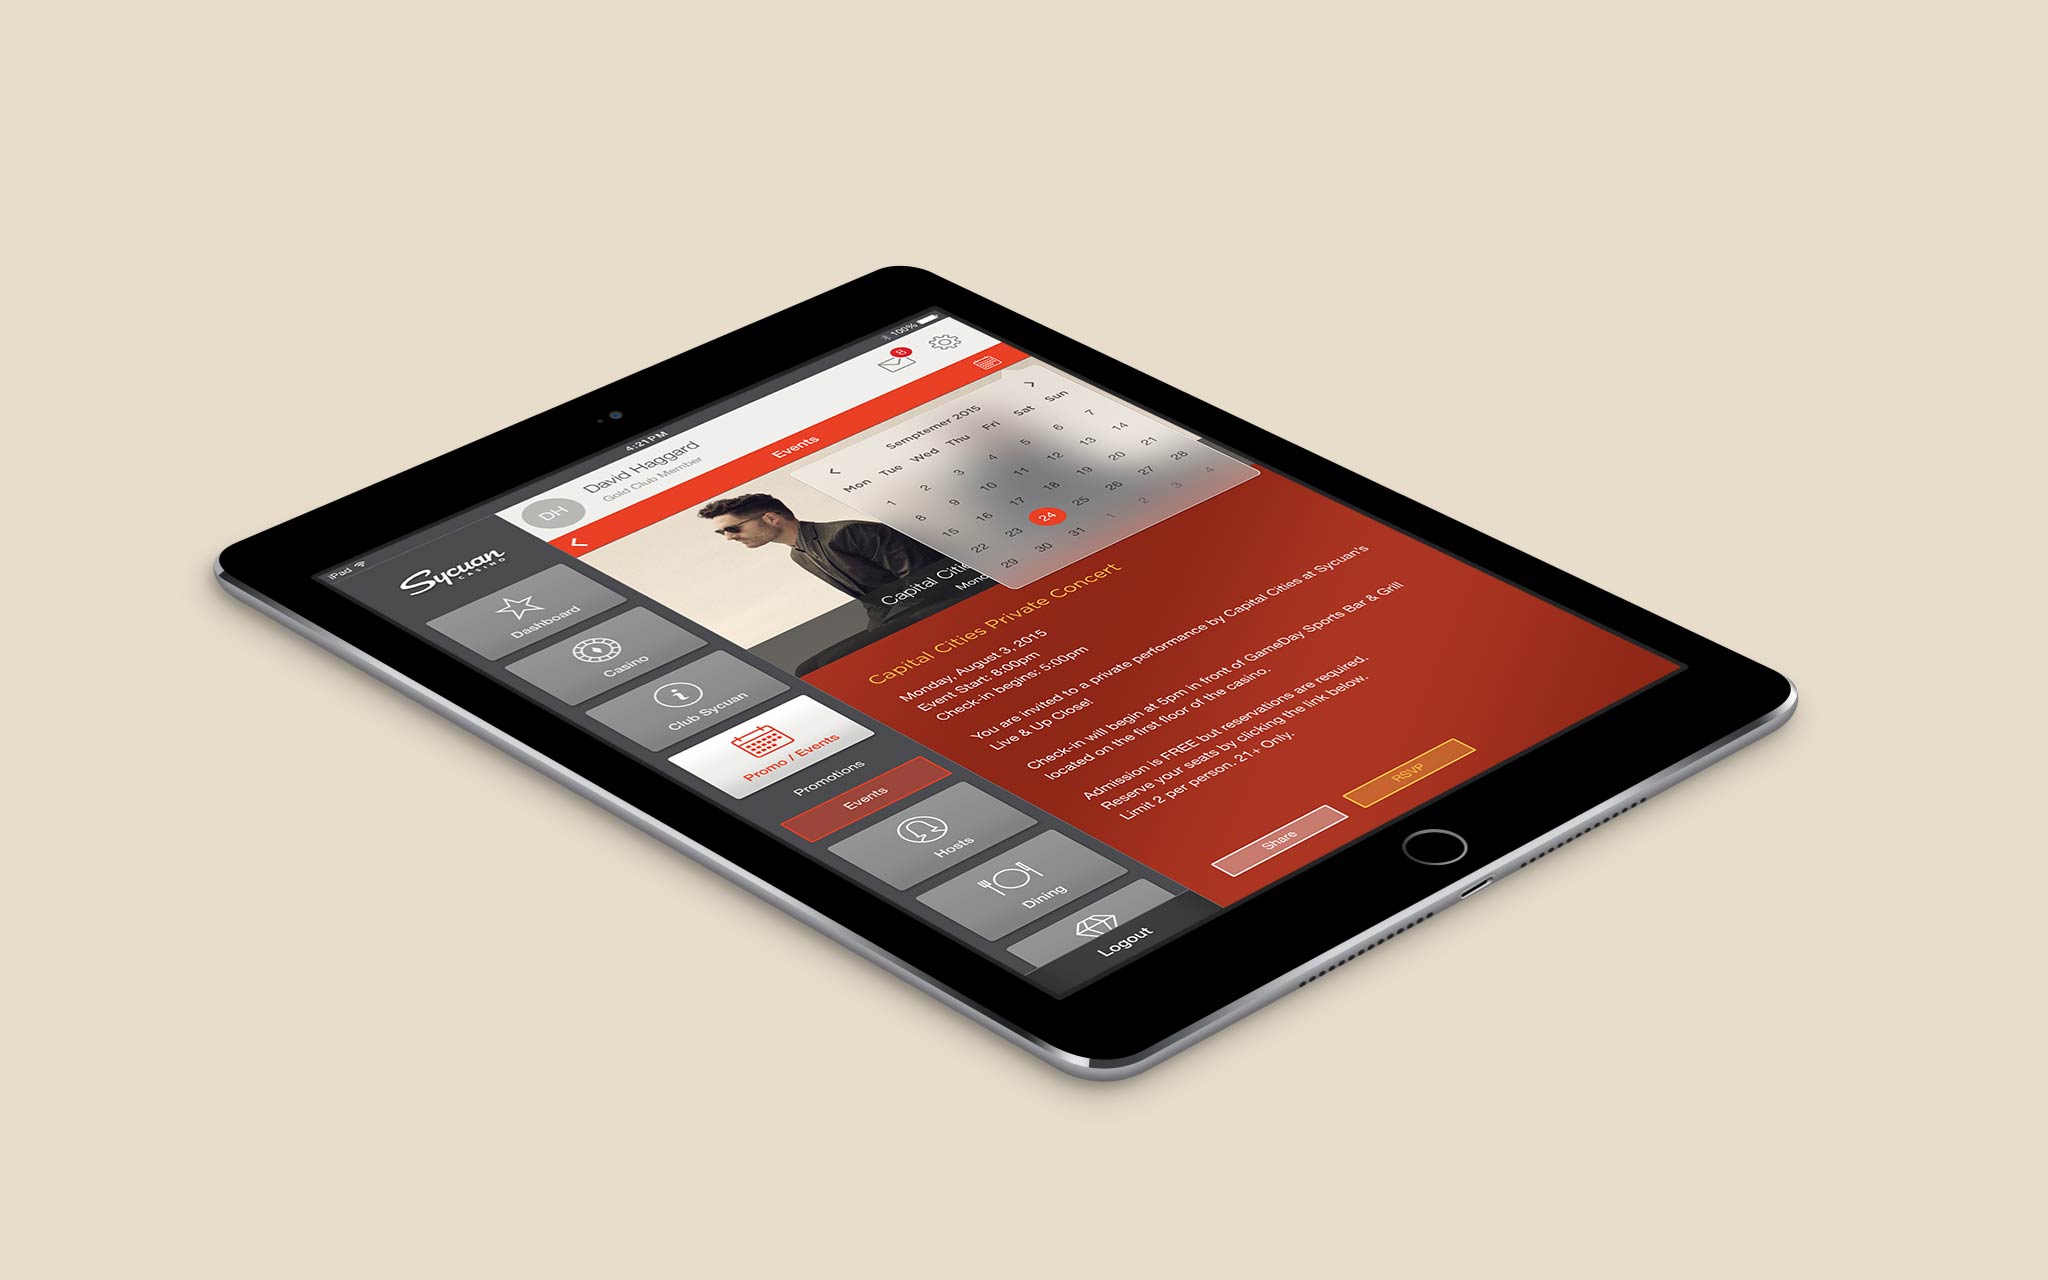 iPad
4:21 PM
100%
Sycuan
CASINO
DH
David Haggard
Gold Club Member
8
Events
Dashboard
Casino
Club Sycuan
Promo / Events
Promotions
Events
Hosts
Dining
Logout
Semptemer 2015
Mon Tue Wed Thu Fri Sat Sun
1 2 3 4 5 6 7
8 9 10 11 12 13 14
15 16 17 18 19 20 21
22 23 24 25 26 27 28
29 30 31 1 2 3 4
Capital Citie
Mond
Capital Cities Private Concert
Monday, August 3, 2015
Event Start: 8:00pm
Check-in begins: 5:00pm
You are invited to a private performance by Capital Cities at Sycuan's
Live & Up Close!
Check-in will begin at 5pm in front of GameDay Sports Bar & Grill
located on the first floor of the casino.
Admission is FREE but reservations are required.
Reserve your seats by clicking the link below.
Limit 2 per person. 21+ Only.
Share
RSVP